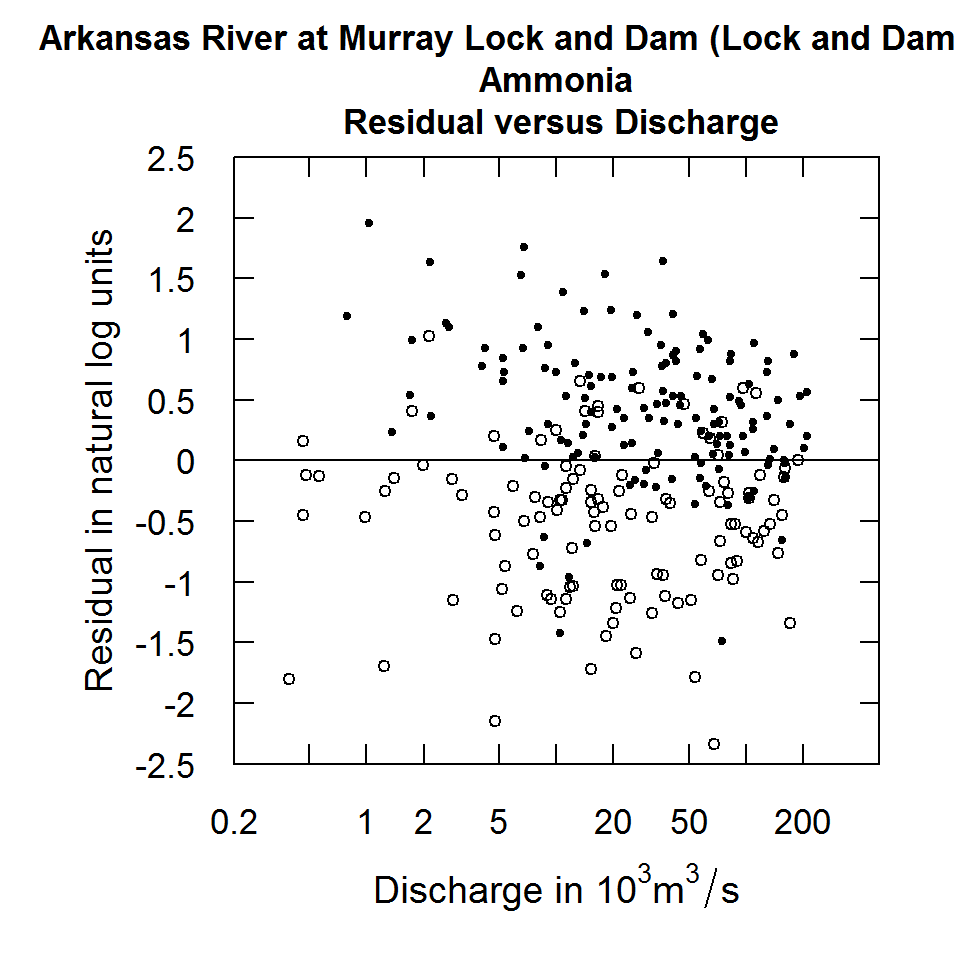 Arkansas River at Murray Lock and Dam (Lock and Dam
Ammonia
Residual versus Discharge
2.5
2
1.5
1
0.5
0
-0.5
-1
-1.5
-2
-2.5
Residual in natural log units
0.2 1 2 5 20 50 200
Discharge in 10³m³/s